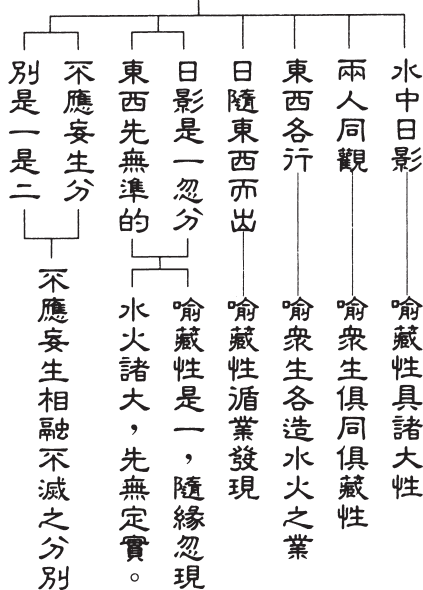 水中日影
喻藏性具諸大性
兩人同觀
喻眾生俱同俱藏性
東西各行
喻眾生各造水火之業
日隨東西而出
喻藏性循業發現
日影是一忽分
東西先無準的
喻藏性是一，隨緣忽現
水火諸大，先無定實。
不應妄生分
別是一是二
不應妄生相融不滅之分別